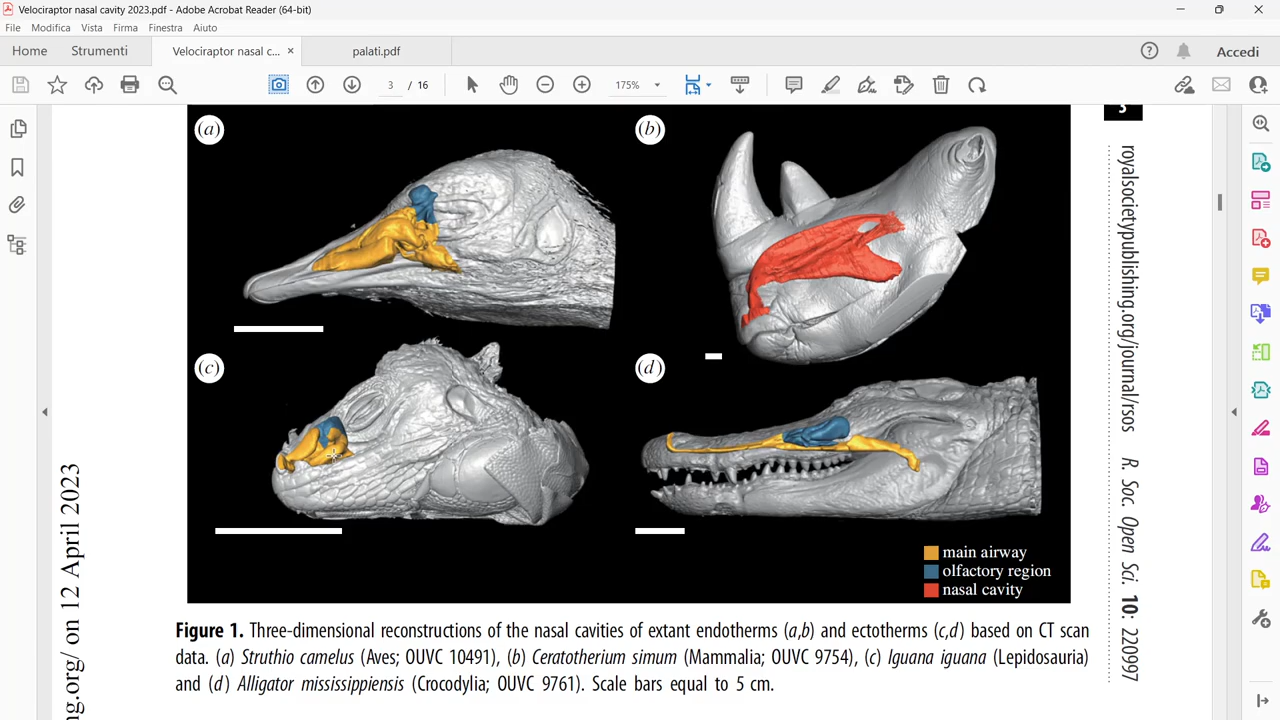 Velociraptor nasal cavity 2023.pdf - Adobe Acrobat Reader (64-bit)
File Modifica Vista Firma Finestra Aiuto
Home Strumenti Velociraptor nasal c... × palati.pdf Accedi
3 / 16 175%
(a)
(b)
(c)
(d)
main airway
olfactory region
nasal cavity
Figure 1. Three-dimensional reconstructions of the nasal cavities of extant endotherms (a,b) and ectotherms (c,d) based on CT scan
data. (a) Struthio camelus (Aves; OUVC 10491), (b) Ceratotherium simum (Mammalia; OUVC 9754), (c) Iguana iguana (Lepidosauria)
and (d) Alligator mississippiensis (Crocodylia; OUVC 9761). Scale bars equal to 5 cm.
3
royalsocietypublishing.org/journal/rsos R. Soc. Open Sci. 10: 220997
ng.org/ on 12 April 2023